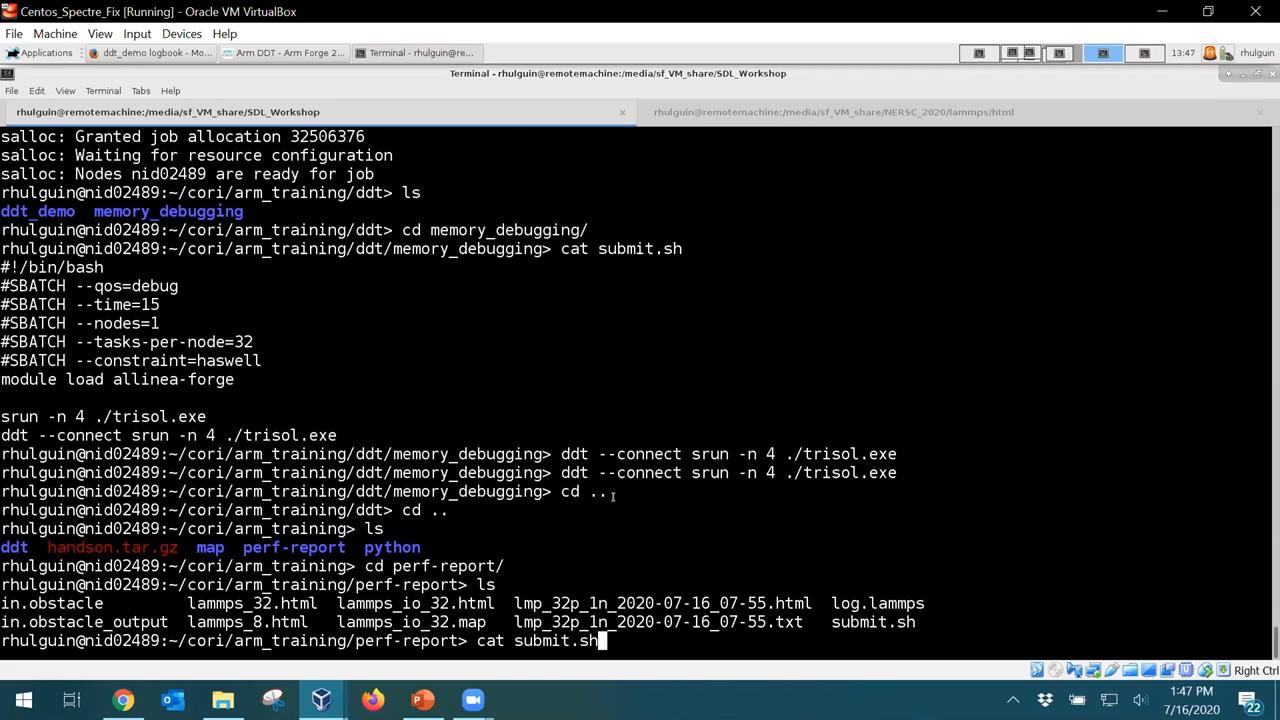 Centos_Spectre_Fix [Running] - Oracle VM VirtualBox
File Machine View Input Devices Help
Applications ddt_demo logbook - Mo... Arm DDT - Arm Forge 2... Terminal - rhulguin@re... 13:47 rhulguin
Terminal - rhulguin@remotemachine:/media/sf_VM_share/SDL_Workshop
File Edit View Terminal Tabs Help
rhulguin@remotemachine:/media/sf_VM_share/SDL_Workshop rhulguin@remotemachine:/media/sf_VM_share/NERSC_2020/lammps/html
salloc: Granted job allocation 32506376
salloc: Waiting for resource configuration
salloc: Nodes nid02489 are ready for job
rhulguin@nid02489:~/cori/arm_training/ddt> ls
ddt_demo memory_debugging
rhulguin@nid02489:~/cori/arm_training/ddt> cd memory_debugging/
rhulguin@nid02489:~/cori/arm_training/ddt/memory_debugging> cat submit.sh
#!/bin/bash
#SBATCH --qos=debug
#SBATCH --time=15
#SBATCH --nodes=1
#SBATCH --tasks-per-node=32
#SBATCH --constraint=haswell
module load allinea-forge
srun -n 4 ./trisol.exe
ddt --connect srun -n 4 ./trisol.exe
rhulguin@nid02489:~/cori/arm_training/ddt/memory_debugging> ddt --connect srun -n 4 ./trisol.exe
rhulguin@nid02489:~/cori/arm_training/ddt/memory_debugging> ddt --connect srun -n 4 ./trisol.exe
rhulguin@nid02489:~/cori/arm_training/ddt/memory_debugging> cd ..
rhulguin@nid02489:~/cori/arm_training/ddt> cd ..
rhulguin@nid02489:~/cori/arm_training> ls
ddt handson.tar.gz map perf-report python
rhulguin@nid02489:~/cori/arm_training> cd perf-report/
rhulguin@nid02489:~/cori/arm_training/perf-report> ls
in.obstacle lammps_32.html lammps_io_32.html lmp_32p_1n_2020-07-16_07-55.html log.lammps
in.obstacle_output lammps_8.html lammps_io_32.map lmp_32p_1n_2020-07-16_07-55.txt submit.sh
rhulguin@nid02489:~/cori/arm_training/perf-report> cat submit.sh
Right Ctrl
1:47 PM
7/16/2020
22